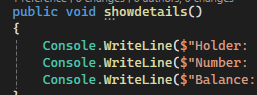 public void showdetails()
{
Console.WriteLine($"Holder:
Console.WriteLine($"Number:
Console.WriteLine($"Balance: